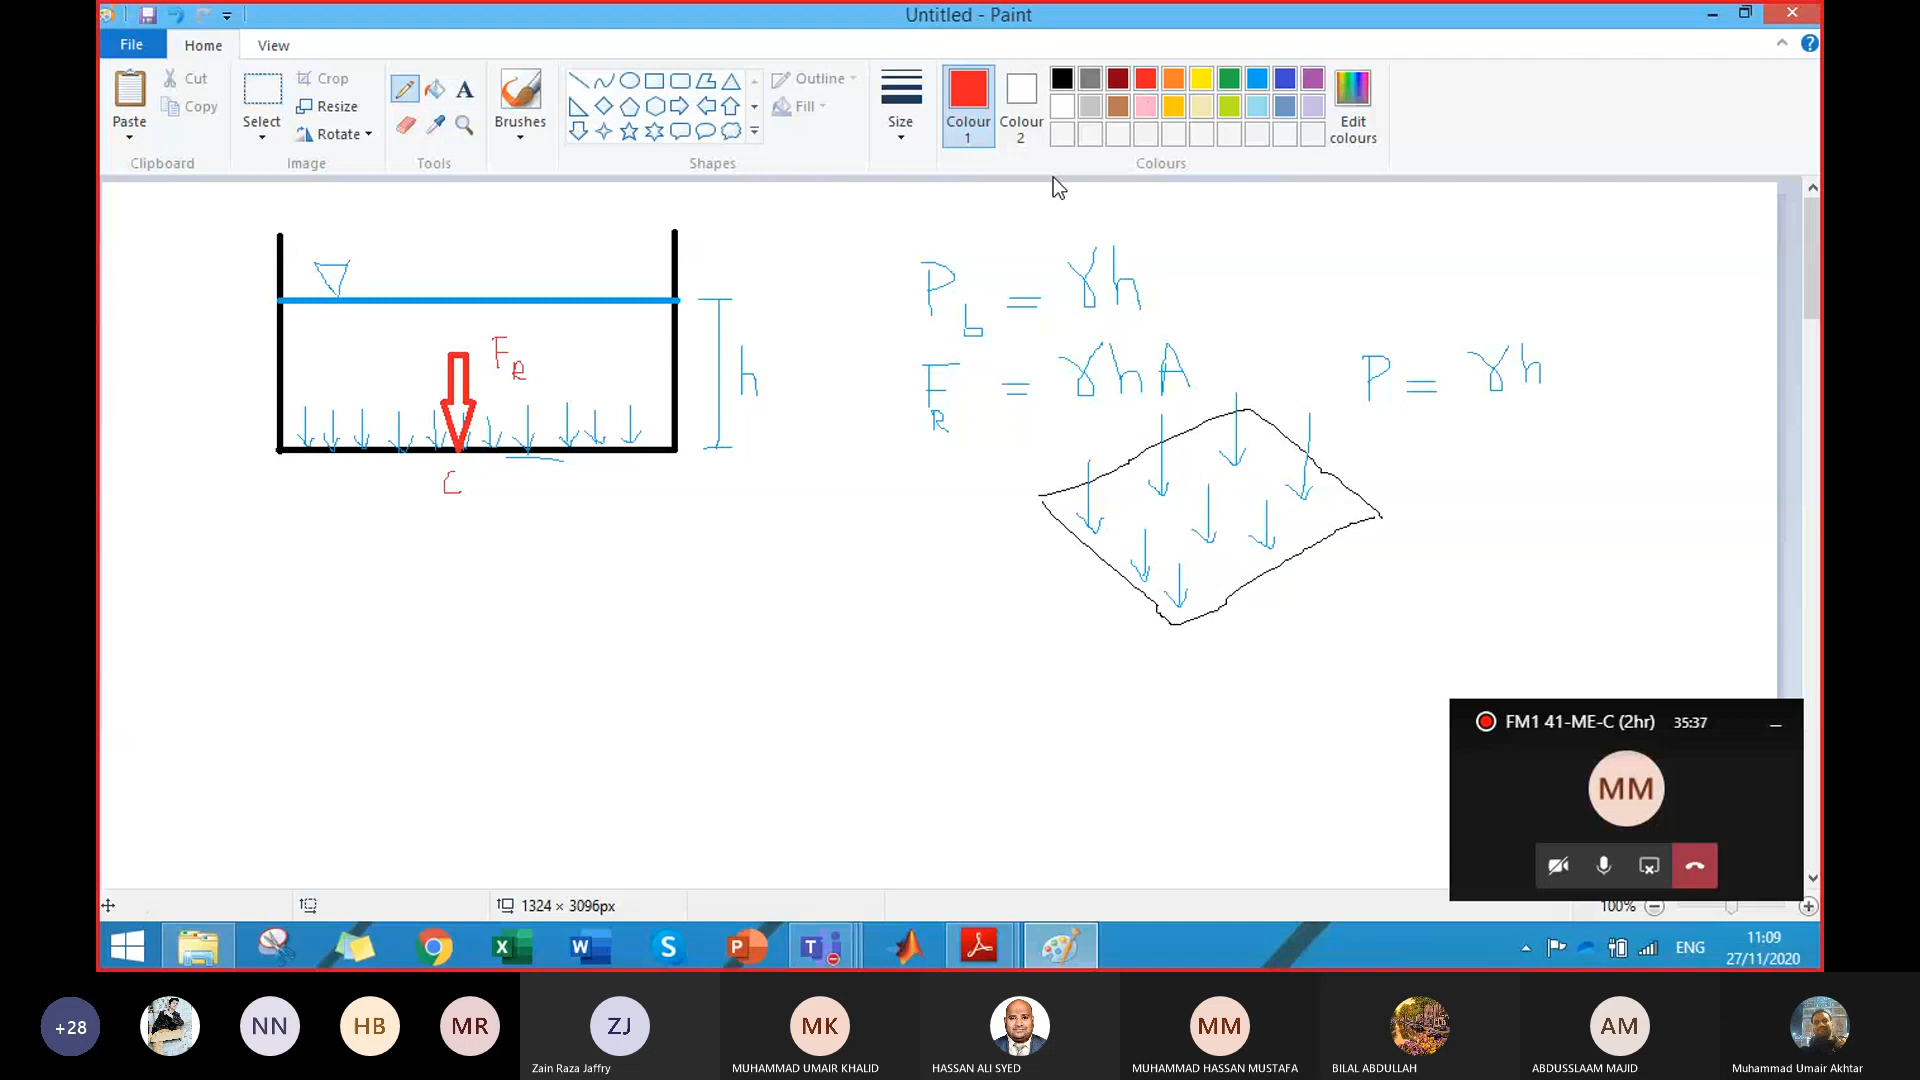 Untitled - Paint
File Home View
Paste Cut Copy
Clipboard
Select Crop Resize Rotate
Image
Tools
Brushes
Outline Fill
Shapes
Size
Colour 1
Colour 2
Edit colours
Colours
P_b = γh
F_R = γhA
P = γh
F_R
h
C
FM1 41-ME-C (2hr) 35:37
MM
1324 × 3096px
100%
ENG
11:09
27/11/2020
+28
NN
HB
MR
ZJ
Zain Raza Jaffry
MK
MUHAMMAD UMAIR KHALID
HASSAN ALI SYED
MM
MUHAMMAD HASSAN MUSTAFA
BILAL ABDULLAH
AM
ABDUSSLAAM MAJID
Muhammad Umair Akhtar